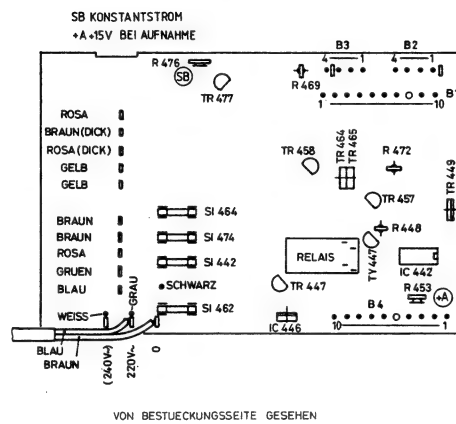 SB KONSTANTSTROM
+A=15V BEI AUFNAHME
R 476
SB
TR 477
R 469
B3
4
1
B2
4
1
B1
1
10
ROSA
BRAUN (DICK)
ROSA (DICK)
GELB
GELB
BRAUN
BRAUN
ROSA
GRUEN
BLAU
TR 458
TR 464
TR 465
R 472
TR 449
TR 457
R 448
TY 447
SI 464
SI 474
SI 442
SI 462
SCHWARZ
RELAIS
IC 442
TR 447
R 453
+A
IC 446
B4
10
1
WEISS
GRAU
BLAU
BRAUN
(240V~)
220V~
0
VON BESTUECKUNGSSEITE GESEHEN